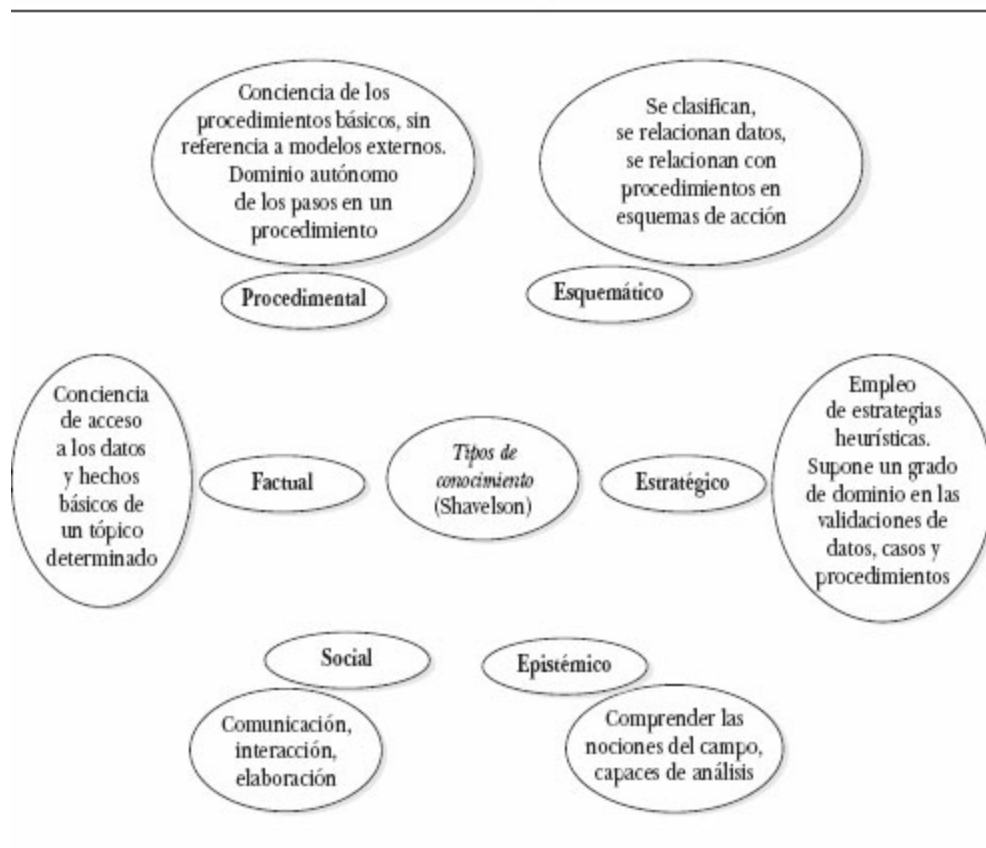 Conciencia de los
procedimientos básicos, sin
referencia a modelos externos.
Dominio autónomo
de los pasos en un
procedimiento
Procedimental
Se clasifican,
se relacionan datos,
se relacionan con
procedimientos en
esquemas de acción
Esquemático
Conciencia
de acceso
a los datos
y hechos
básicos de
un tópico
determinado
Factual
Tipos de
conocimiento
(Shavelson)
Estratégico
Empleo
de estrategias
heurísticas.
Supone un grado
de dominio en las
validaciones de
datos, casos y
procedimientos
Social
Comunicación,
interacción,
elaboración
Epistémico
Comprender las
nociones del campo,
capaces de análisis